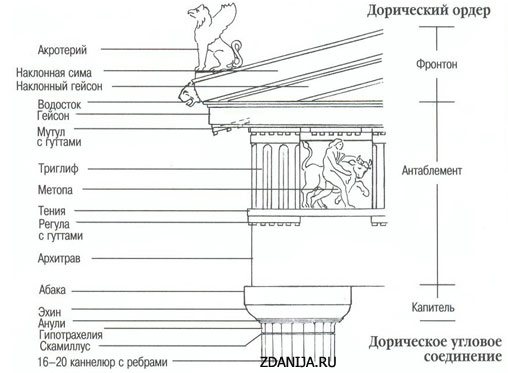 Дорический ордер
Акротерий
Наклонная сима
Наклонный гейсон
Водосток
Гейсон
Мутул
с гуттами
Триглиф
Метопа
Тения
Регула
с гуттами
Архитрав
Абака
Эхин
Анули
Гипотрахелия
Скамиллус
16–20 каннелюр с ребрами
Фронтон
Антаблемент
Капитель
Дорическое угловое
соединение
ZDANIJA.RU